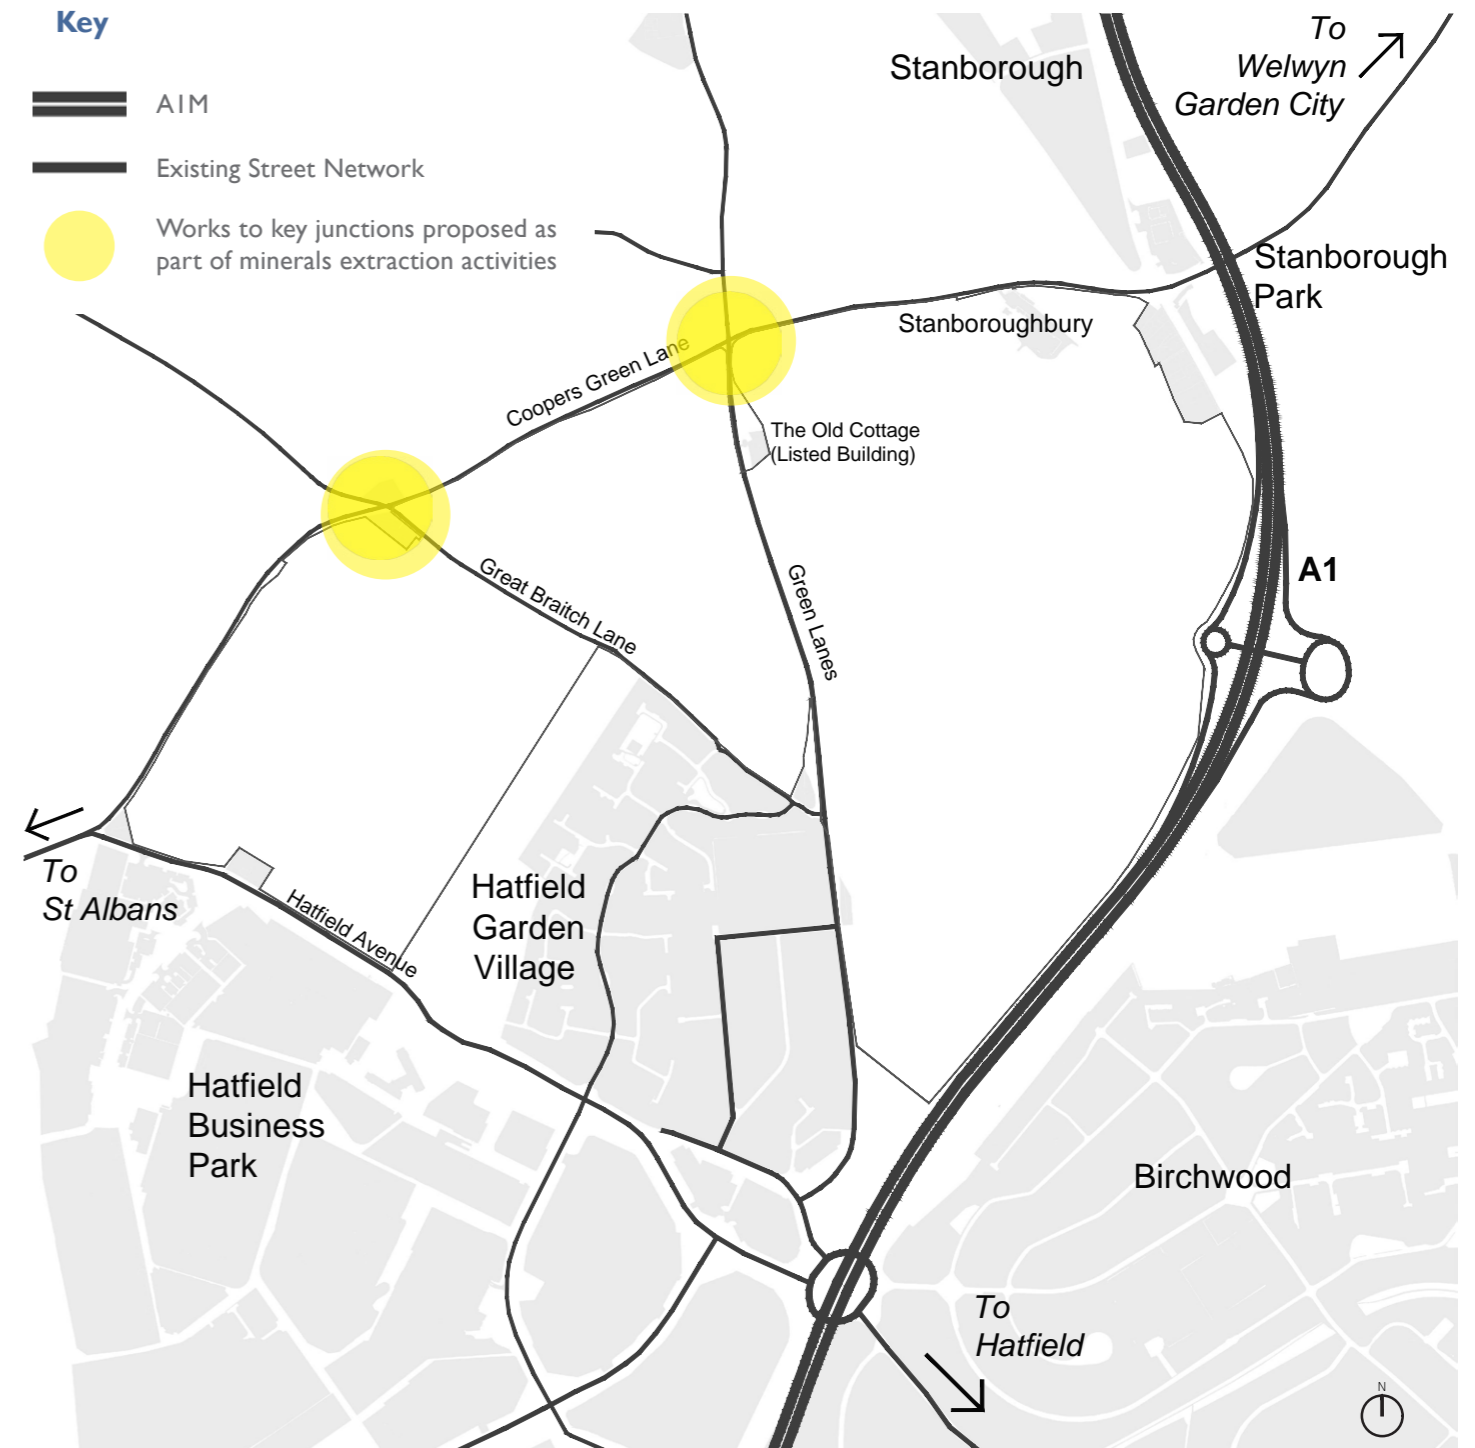 Key
A1M
Existing Street Network
Works to key junctions proposed as
part of minerals extraction activities
Stanborough
To
Welwyn
Garden City
Stanborough
Park
Stanboroughbury
Coopers Green Lane
The Old Cottage
(Listed Building)
Great Braitch Lane
Green Lanes
A1
To
St Albans
Hatfield Avenue
Hatfield
Garden
Village
Hatfield
Business
Park
Birchwood
To
Hatfield
N